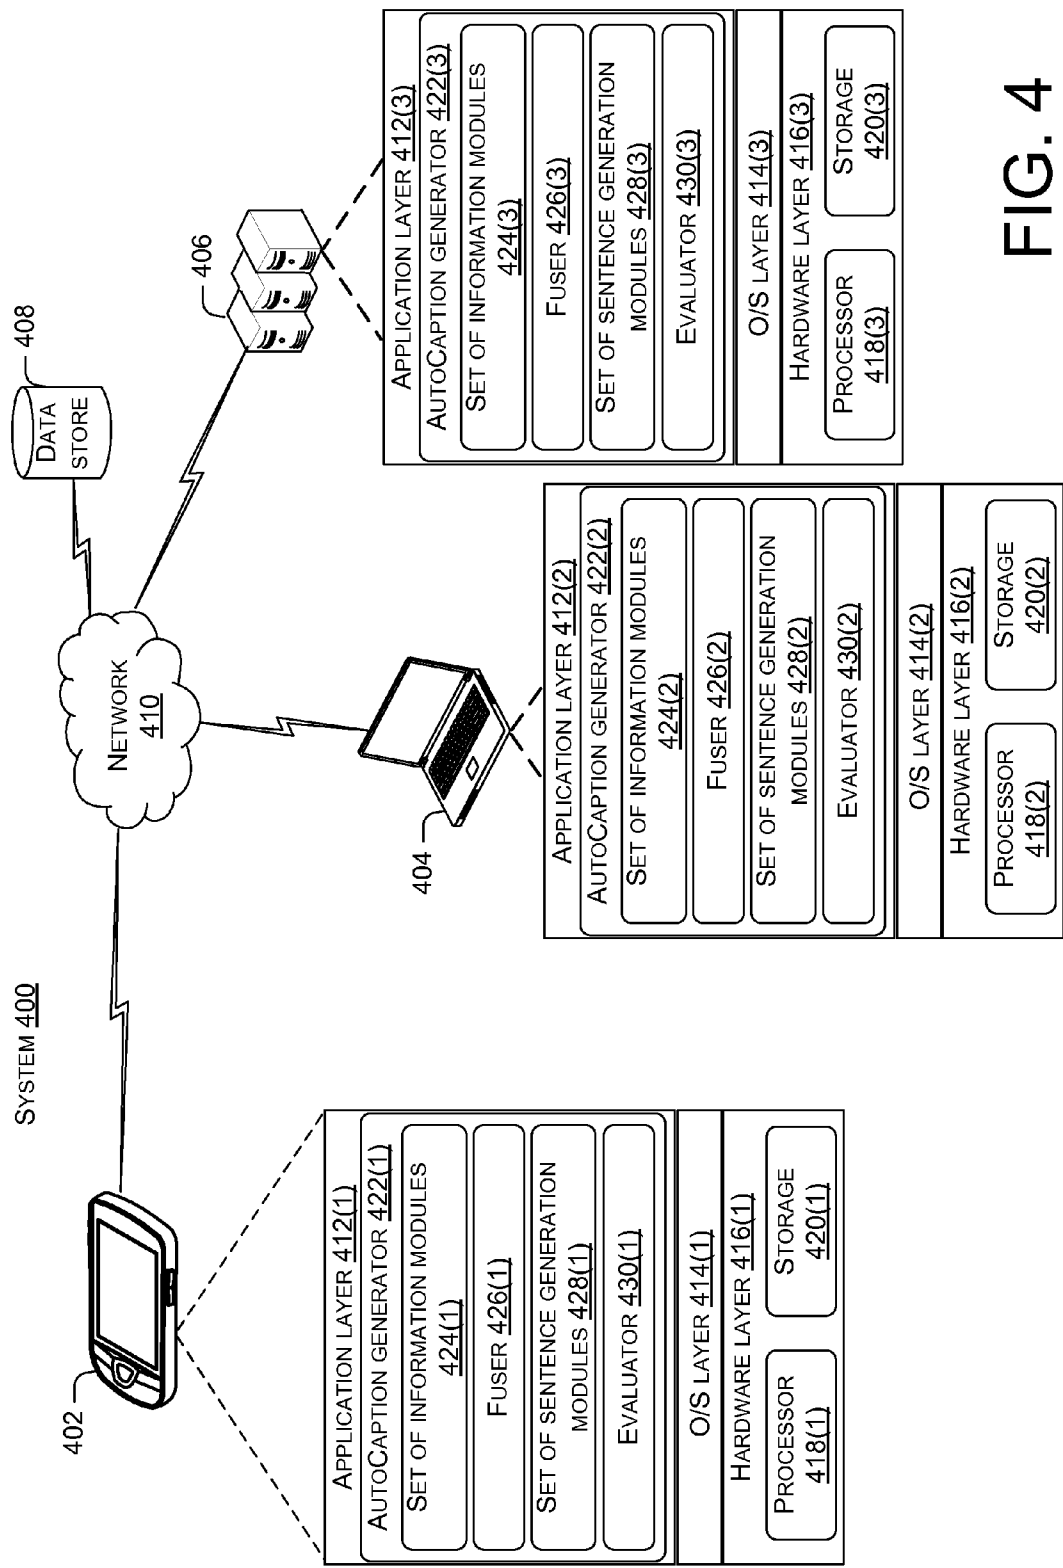 SYSTEM 400
402
NETWORK
410
DATA
STORE
408
406
404
APPLICATION LAYER 412(1)
AUTOCAPTION GENERATOR 422(1)
SET OF INFORMATION MODULES
424(1)
FUSER 426(1)
SET OF SENTENCE GENERATION
MODULES 428(1)
EVALUATOR 430(1)
O/S LAYER 414(1)
HARDWARE LAYER 416(1)
PROCESSOR
418(1)
STORAGE
420(1)
APPLICATION LAYER 412(2)
AUTOCAPTION GENERATOR 422(2)
SET OF INFORMATION MODULES
424(2)
FUSER 426(2)
SET OF SENTENCE GENERATION
MODULES 428(2)
EVALUATOR 430(2)
O/S LAYER 414(2)
HARDWARE LAYER 416(2)
PROCESSOR
418(2)
STORAGE
420(2)
APPLICATION LAYER 412(3)
AUTOCAPTION GENERATOR 422(3)
SET OF INFORMATION MODULES
424(3)
FUSER 426(3)
SET OF SENTENCE GENERATION
MODULES 428(3)
EVALUATOR 430(3)
O/S LAYER 414(3)
HARDWARE LAYER 416(3)
PROCESSOR
418(3)
STORAGE
420(3)
FIG. 4